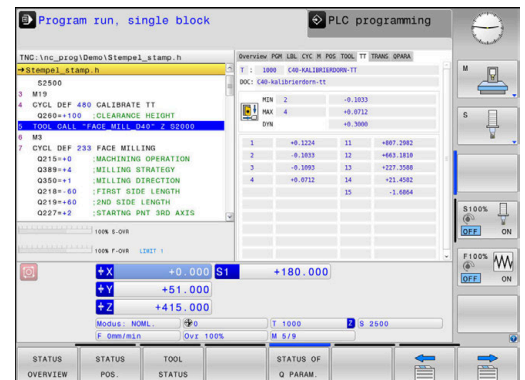 Program run, single block
PLC programming
TNC:\nc_prog\Demo\Stempel_stamp.h
→Stempel_stamp.h
S2500
3 M19
4 CYCL DEF 480 CALIBRATE TT
Q260=+100 ;CLEARANCE HEIGHT
5 TOOL CALL "FACE_MILL_D40" Z S2000
6 M3
7 CYCL DEF 233 FACE MILLING
Q215=+0 ;MACHINING OPERATION
Q389=+4 ;MILLING STRATEGY
Q350=+1 ;MILLING DIRECTION
Q218=-60 ;FIRST SIDE LENGTH
Q219=+60 ;2ND SIDE LENGTH
Q227=+2 ;STARTNG PNT 3RD AXIS
100% S-OVR
100% F-OVR LIMIT 1
Overview PGM LBL CYC M POS TOOL TT TRANS QPARA
T : 1000 C40-KALIBRIERDORN-TT
DOC: C40-kalibrierdorn-tt
MIN 2 -0.1033
MAX 4 +0.0712
DYN +0.3000
1 +0.1224 11 +807.2982
2 -0.1033 12 +663.1810
3 -0.1093 13 +227.3588
4 +0.0712 14 +21.4582
15 -1.6864
+X +0.000 S1 +180.000
+Y +51.000
+Z +415.000
Modus: NOML. 0 T 1000 Z S 2500
F 0mm/min Ovr 100% M 5/9
M
S
S100%
OFF ON
F100%
OFF ON
STATUS OVERVIEW
STATUS POS.
TOOL STATUS
STATUS OF Q PARAM.